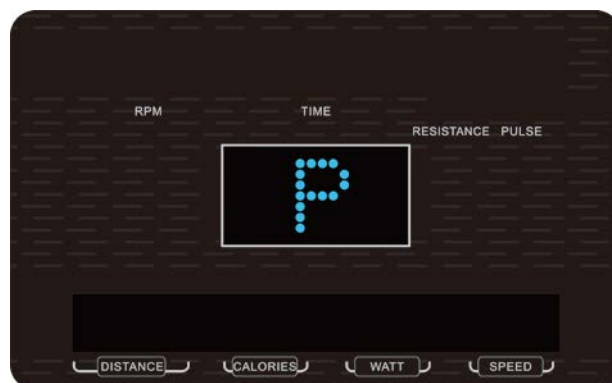 RPM TIME
RESISTANCE PULSE
P
DISTANCE CALORIES WATT SPEED